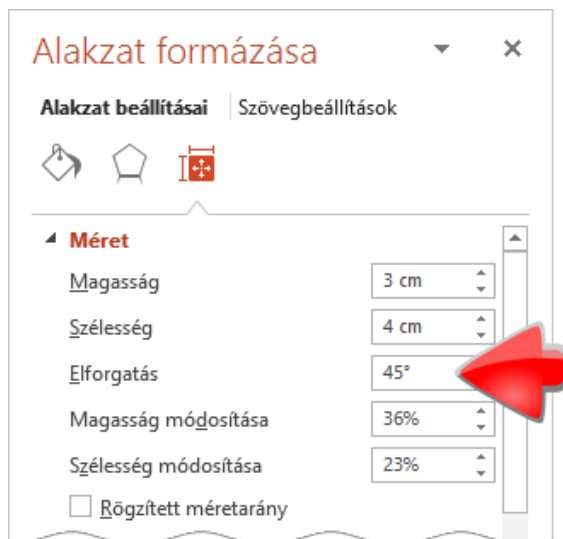 Alakzat formázása
Alakzat beállításai Szövegbeállítások
Méret
Magasság 3 cm
Szélesség 4 cm
Elforgatás 45°
Magasság módosítása 36%
Szélesség módosítása 23%
Rögzített méretarány